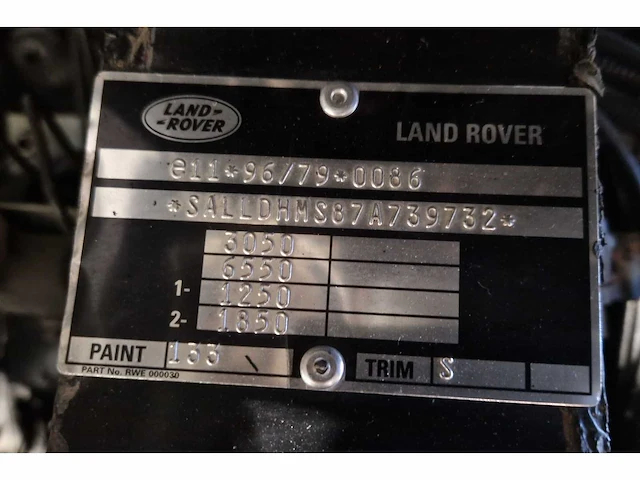 LAND-
-ROVER
LAND ROVER
e11*96/79*0086
*SALLDHMS87A739732*
3050
6550
1- 1250
2- 1850
PAINT 133 \ TRIM S
PART No. RWE 000030